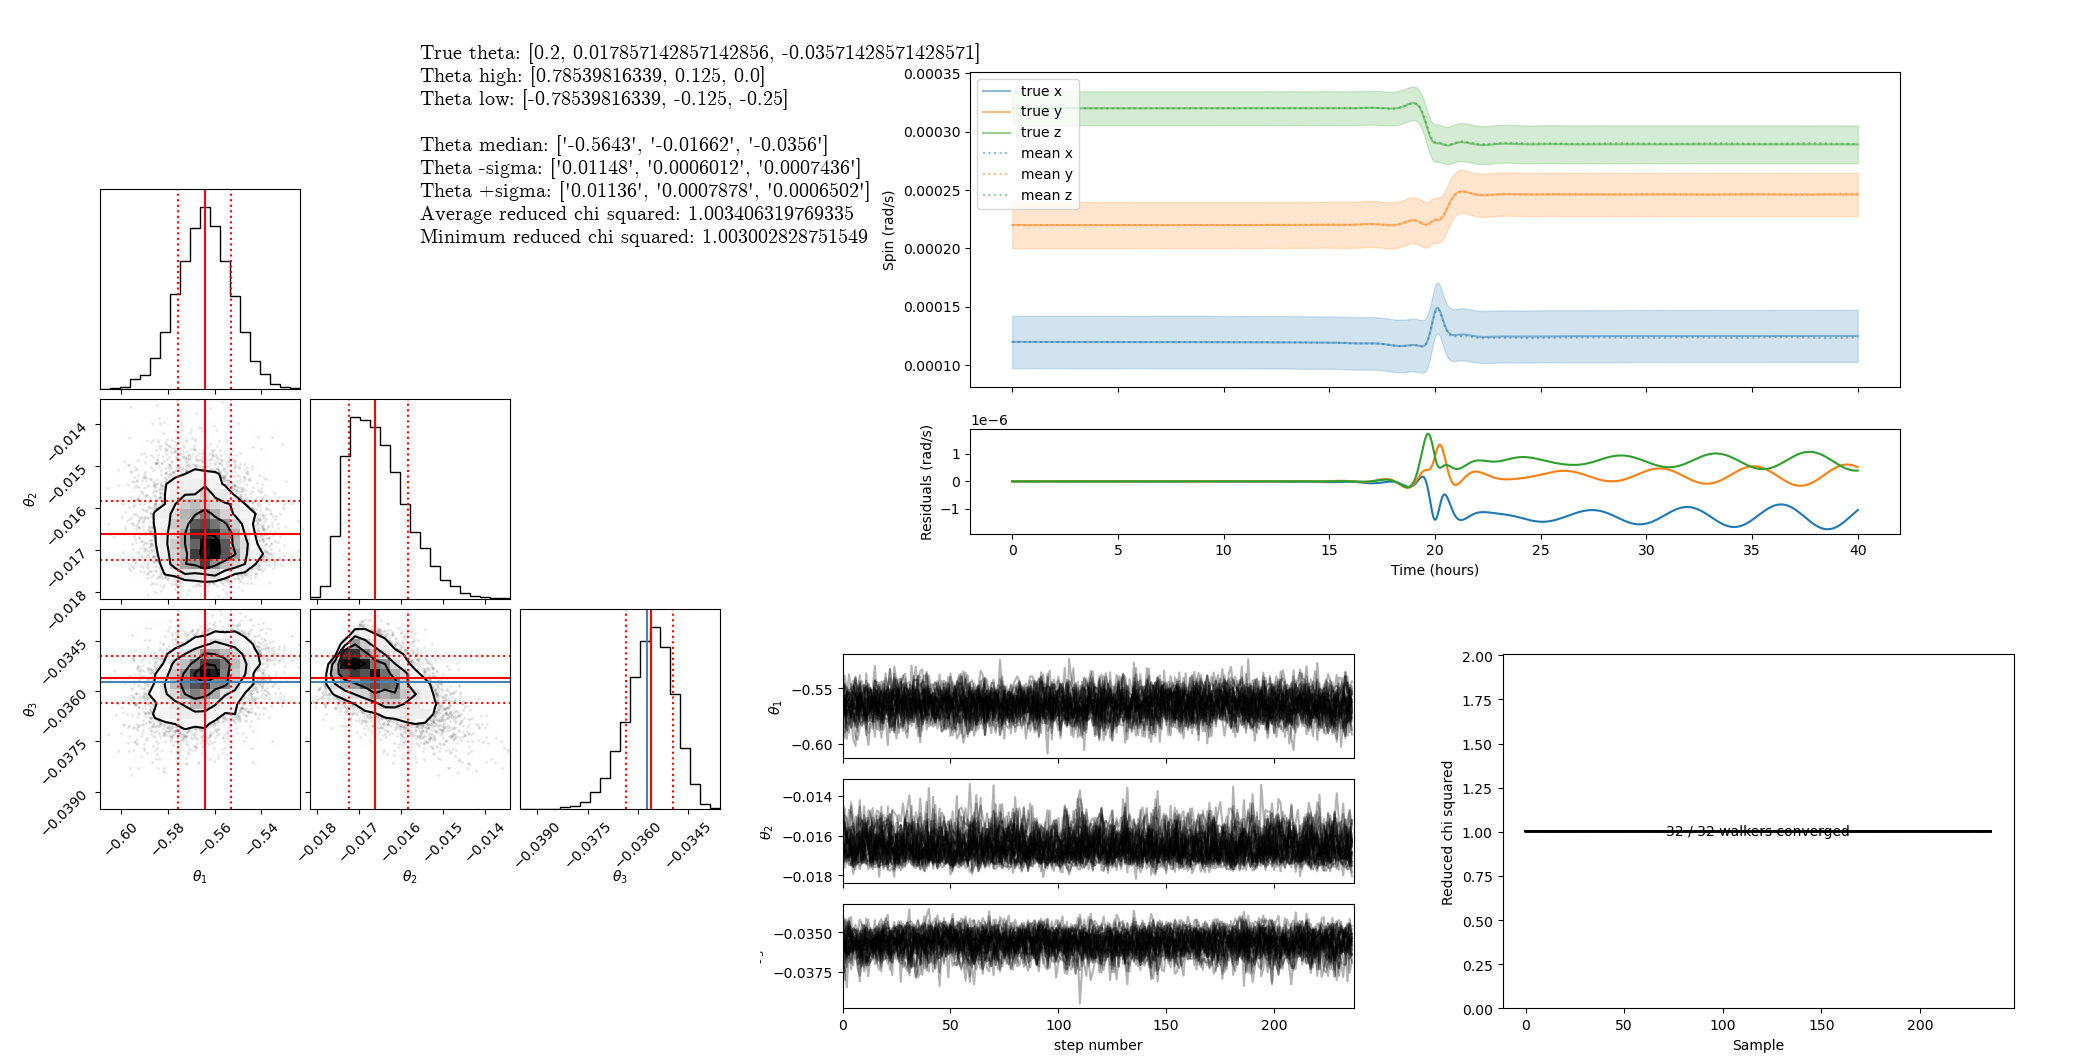 True theta: [0.2, 0.017857142857142856, -0.03571428571428571]
Theta high: [0.78539816339, 0.125, 0.0]
Theta low: [-0.78539816339, -0.125, -0.25]
Theta median: ['-0.5643', '-0.01662', '-0.0356']
Theta -sigma: ['0.01148', '0.0006012', '0.0007436']
Theta +sigma: ['0.01136', '0.0007878', '0.0006502']
Average reduced chi squared: 1.003406319769335
Minimum reduced chi squared: 1.003002828751549
θ2
−0.014
−0.015
−0.016
−0.017
−0.018
θ3
−0.0345
−0.0360
−0.0375
−0.0390
−0.60 −0.58 −0.56 −0.54
θ1
−0.018 −0.017 −0.016 −0.015 −0.014
θ2
−0.0390 −0.0375 −0.0360 −0.0345
θ3
Spin (rad/s)
0.00035
0.00030
0.00025
0.00020
0.00015
0.00010
true x
true y
true z
mean x
mean y
mean z
1e−6
Residuals (rad/s)
1
0
−1
0 5 10 15 20 25 30 35 40
Time (hours)
θ1
−0.55
−0.60
θ2
−0.014
−0.016
−0.018
−0.0350
−0.0375
0 50 100 150 200
step number
Reduced chi squared
2.00
1.75
1.50
1.25
1.00
0.75
0.50
0.25
0.00
32 / 32 walkers converged
0 50 100 150 200
Sample